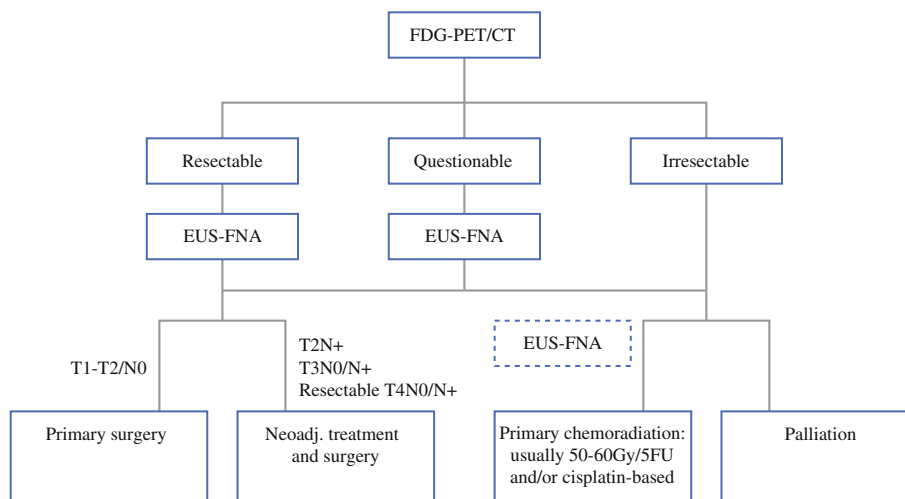 FDG-PET/CT
Resectable
Questionable
Irresectable
EUS-FNA
EUS-FNA
T1-T2/N0
T2N+
T3N0/N+
Resectable T4N0/N+
EUS-FNA
Primary surgery
Neoadj. treatment
and surgery
Primary chemoradiation:
usually 50-60Gy/5FU
and/or cisplatin-based
Palliation